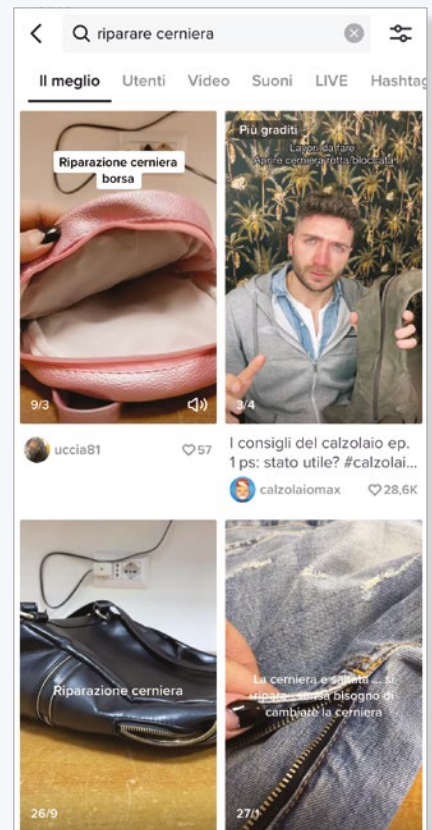 riparare cerniera
Il meglio Utenti Video Suoni LIVE Hashtag
Riparazione cerniera
borsa
9/3
uccia81 57
Più graditi
Lavori da fare
Aprire cerniera rotta/bloccata
3/4
I consigli del calzolaio ep.
1 ps: stato utile? #calzolai...
calzolaiomax 28,6K
Riparazione cerniera
26/9
La cerniera e saltata ... si
ripara senza bisogno di
cambiare la cerniera
27/1